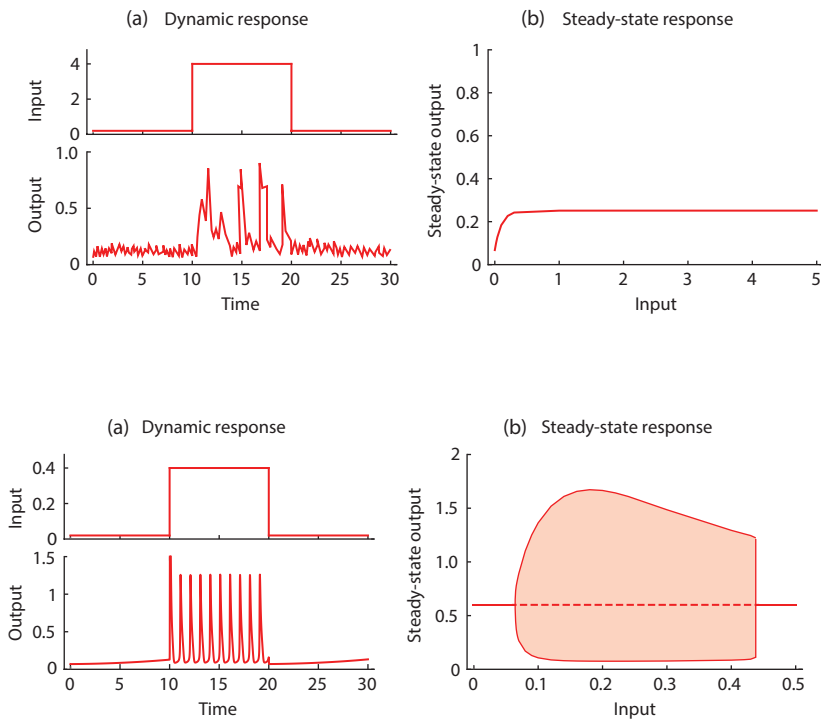 (a) Dynamic response
4
2
0
Input
1.0
0.5
0
Output
0 5 10 15 20 25 30
Time
(b) Steady-state response
1
0.8
0.6
0.4
0.2
0
Steady-state output
0 1 2 3 4 5
Input
(a) Dynamic response
0.4
0.2
0
Input
1.5
1
0.5
0
Output
0 5 10 15 20 25 30
Time
(b) Steady-state response
2
1.5
1.0
0.5
0
Steady-state output
0 0.1 0.2 0.3 0.4 0.5
Input